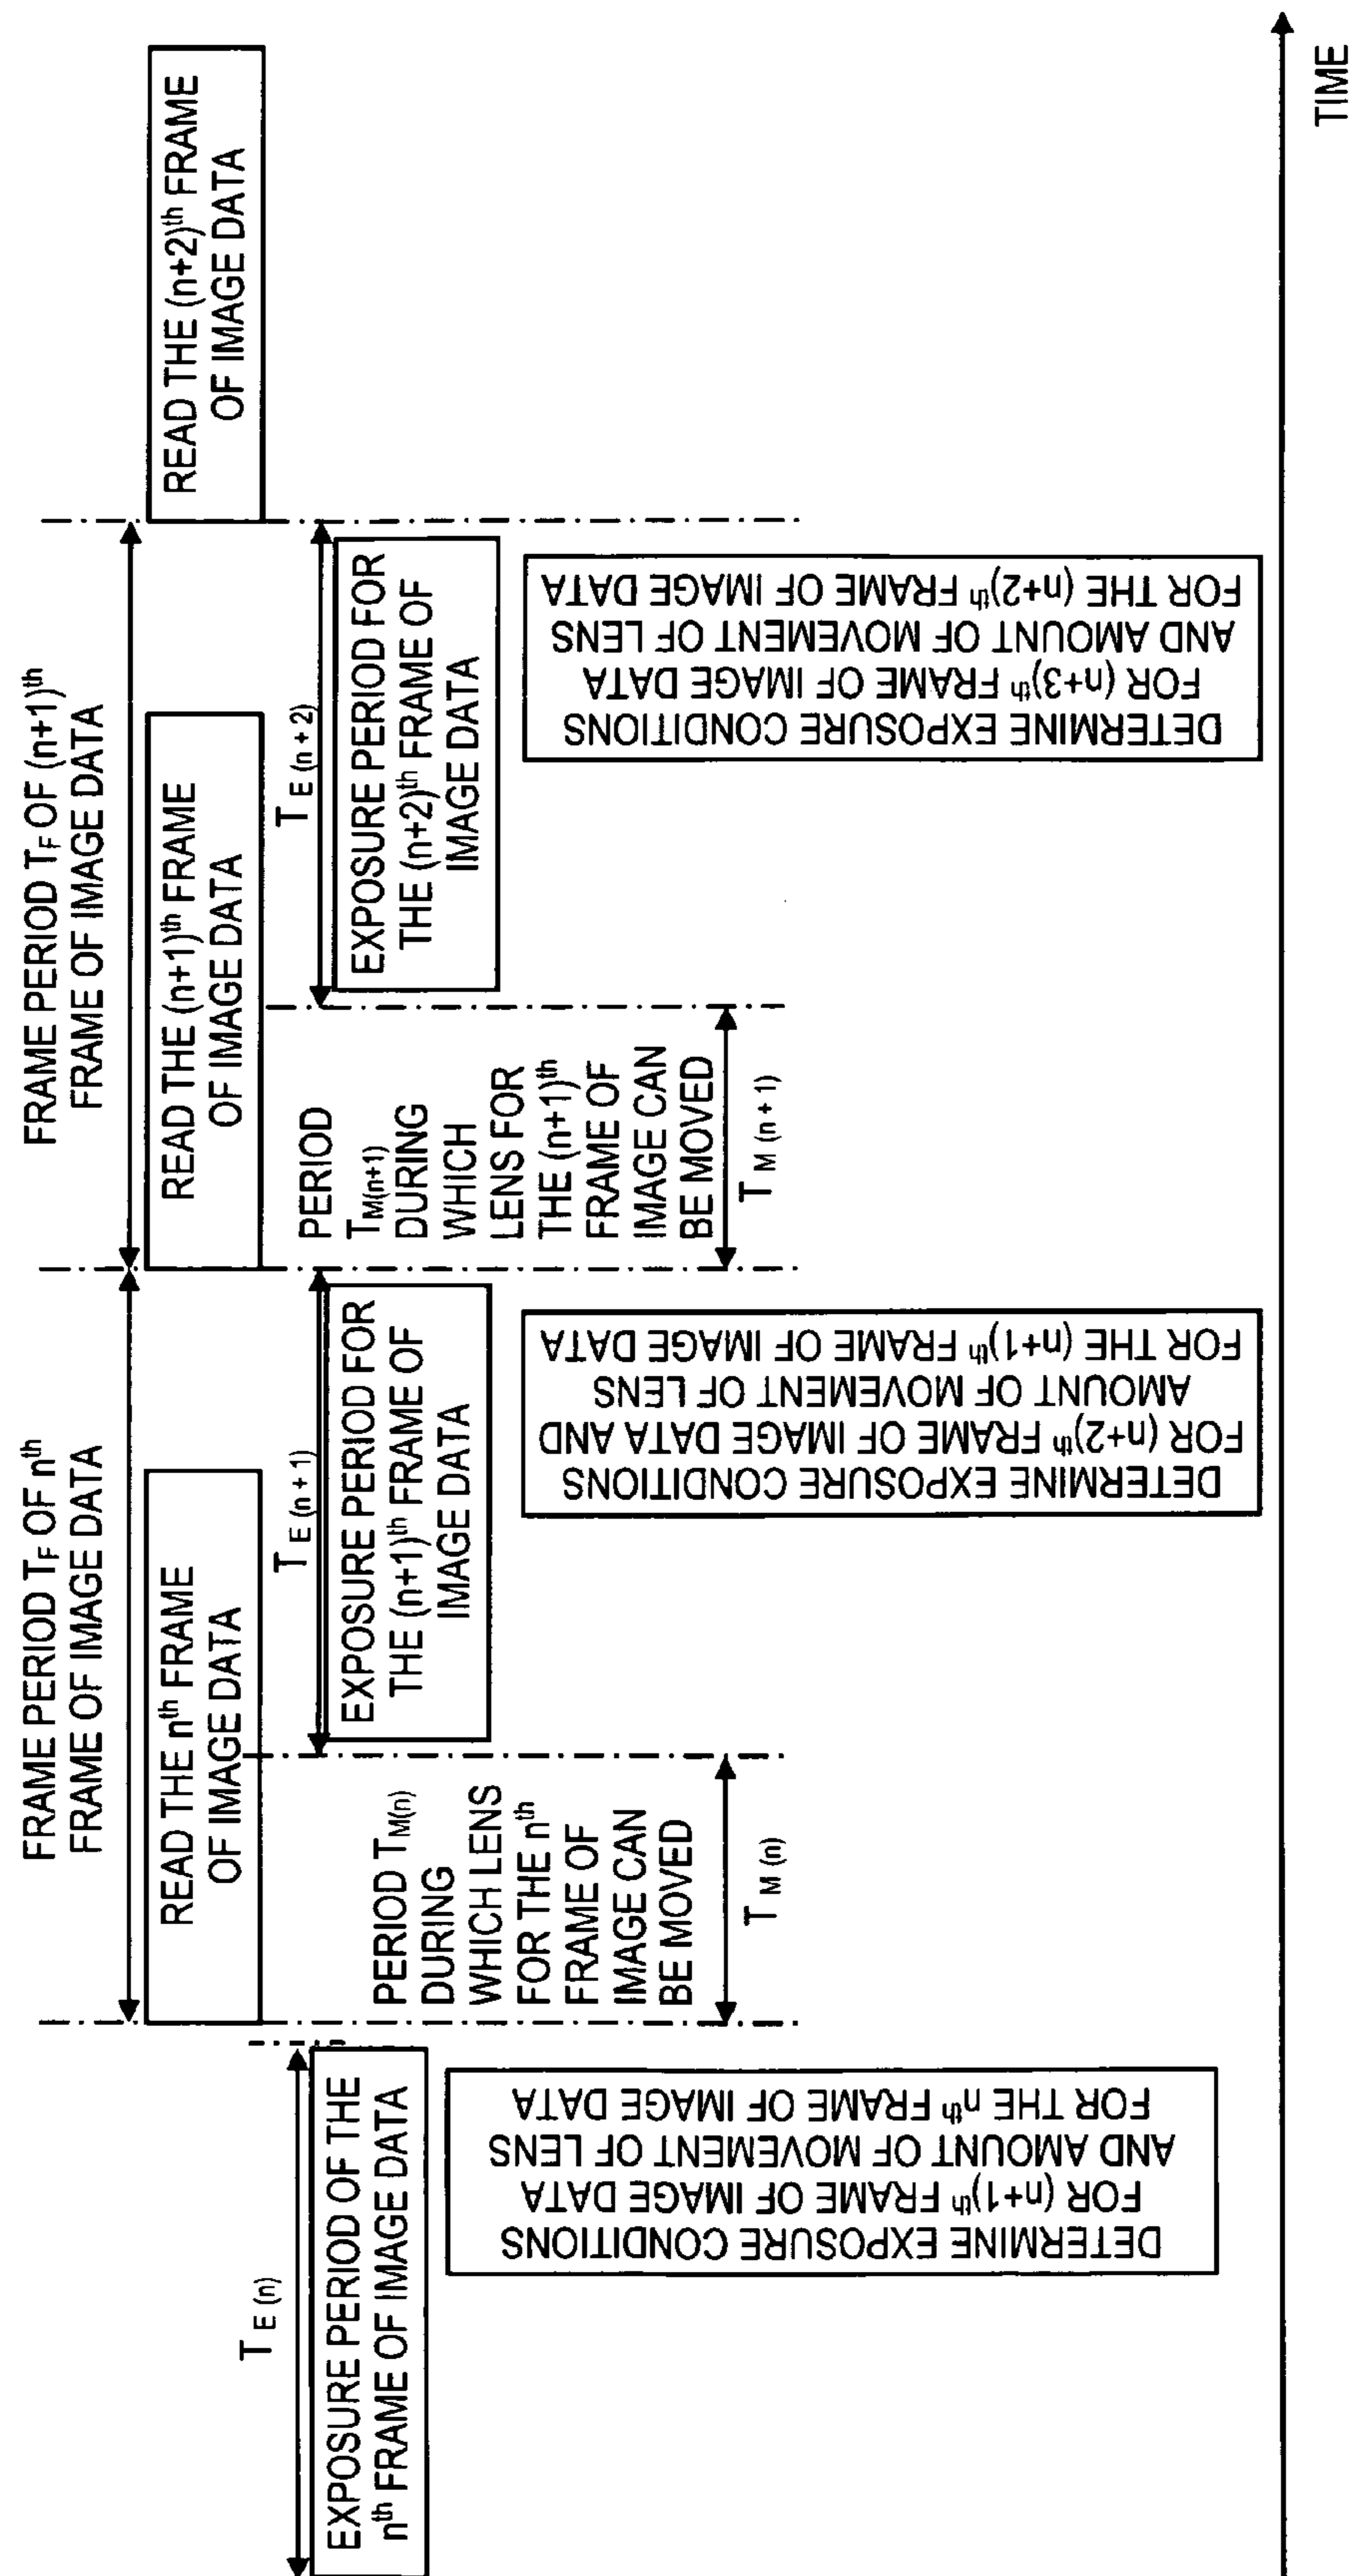 FRAME PERIOD TF OF nth
FRAME OF IMAGE DATA
FRAME PERIOD TF OF (n+1)th
FRAME OF IMAGE DATA
READ THE nth FRAME
OF IMAGE DATA
READ THE (n+1)th FRAME
OF IMAGE DATA
READ THE (n+2)th FRAME
OF IMAGE DATA
T E (n)
EXPOSURE PERIOD OF THE
nth FRAME OF IMAGE DATA
PERIOD TM(n)
DURING
WHICH LENS
FOR THE nth
FRAME OF
IMAGE CAN
BE MOVED
T M (n)
T E (n + 1)
EXPOSURE PERIOD FOR
THE (n+1)th FRAME OF
IMAGE DATA
PERIOD
TM(n+1)
DURING
WHICH
LENS FOR
THE (n+1)th
FRAME OF
IMAGE CAN
BE MOVED
T M (n + 1)
T E (n + 2)
EXPOSURE PERIOD FOR
THE (n+2)th FRAME OF
IMAGE DATA
DETERMINE EXPOSURE CONDITIONS
FOR (n+1)th FRAME OF IMAGE DATA
AND AMOUNT OF MOVEMENT OF LENS
FOR THE nth FRAME OF IMAGE DATA
DETERMINE EXPOSURE CONDITIONS
FOR (n+2)th FRAME OF IMAGE DATA AND
AMOUNT OF MOVEMENT OF LENS
FOR THE (n+1)th FRAME OF IMAGE DATA
DETERMINE EXPOSURE CONDITIONS
FOR (n+3)th FRAME OF IMAGE DATA
AND AMOUNT OF MOVEMENT OF LENS
FOR THE (n+2)th FRAME OF IMAGE DATA
TIME